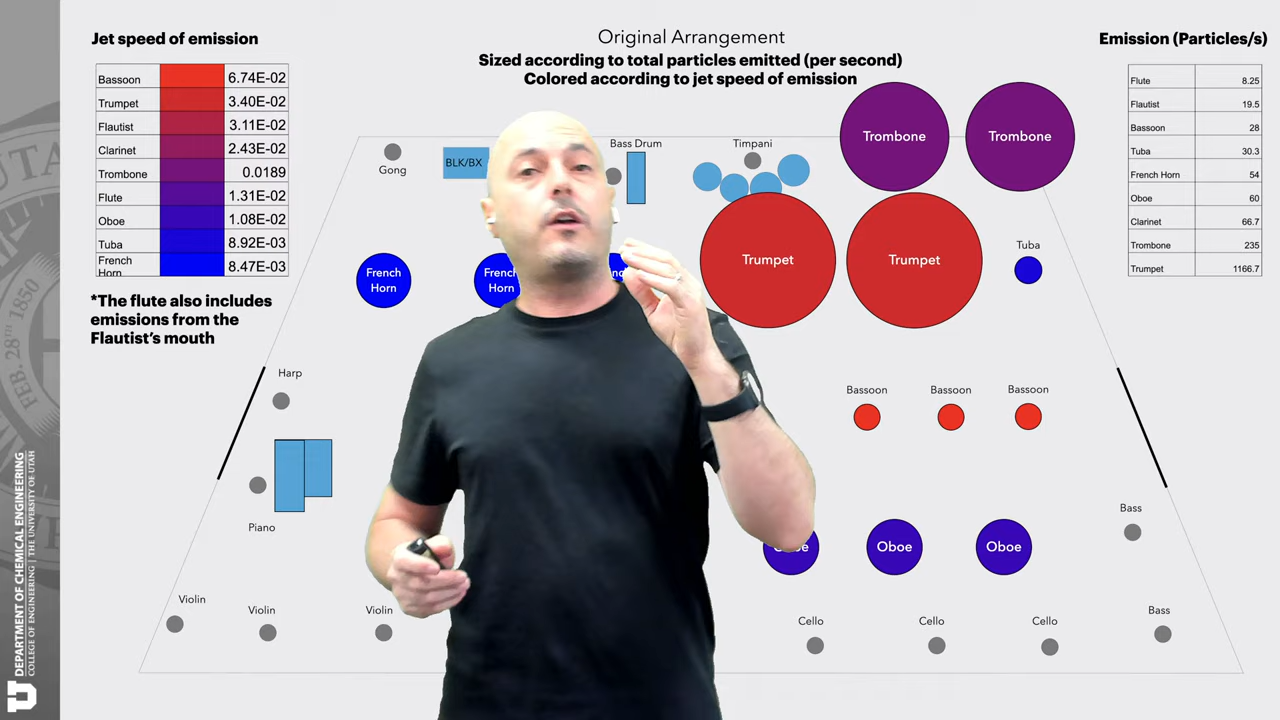 Jet speed of emission
Bassoon 6.74E-02
Trumpet 3.40E-02
Flautist 3.11E-02
Clarinet 2.43E-02
Trombone 0.0189
Flute 1.31E-02
Oboe 1.08E-02
Tuba 8.92E-03
French
Horn 8.47E-03
*The flute also includes
emissions from the
Flautist's mouth
Original Arrangement
Sized according to total particles emitted (per second)
Colored according to jet speed of emission
Emission (Particles/s)
Flute 8.25
Flautist 19.5
Bassoon 28
Tuba 30.3
French Horn 54
Oboe 60
Clarinet 66.7
Trombone 235
Trumpet 1166.7
Gong
BLK/BX
Bass Drum
Timpani
Trombone
Trombone
French
Horn
French
Horn
Trumpet
Trumpet
Tuba
Harp
Bassoon
Bassoon
Bassoon
Piano
Bass
Oboe
Oboe
Violin
Violin
Violin
Cello
Cello
Cello
Bass
FEB. 28TH 1850
DEPARTMENT OF CHEMICAL ENGINEERING
COLLEGE OF ENGINEERING | THE UNIVERSITY OF UTAH